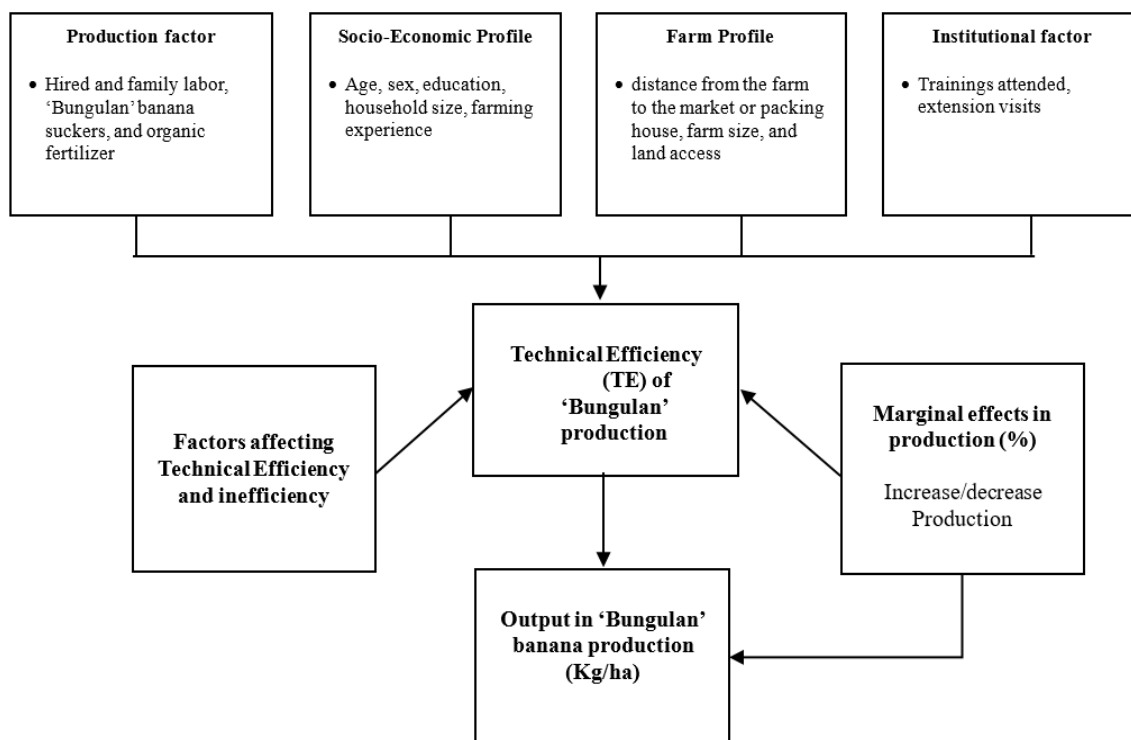 Production factor
• Hired and family labor,
‘Bungulan’ banana
suckers, and organic
fertilizer
Socio-Economic Profile
• Age, sex, education,
household size, farming
experience
Farm Profile
• distance from the farm
to the market or packing
house, farm size, and
land access
Institutional factor
• Trainings attended,
extension visits
Technical Efficiency
(TE) of
‘Bungulan’
production
Factors affecting
Technical Efficiency
and inefficiency
Marginal effects in
production (%)
Increase/decrease
Production
Output in ‘Bungulan’
banana production
(Kg/ha)